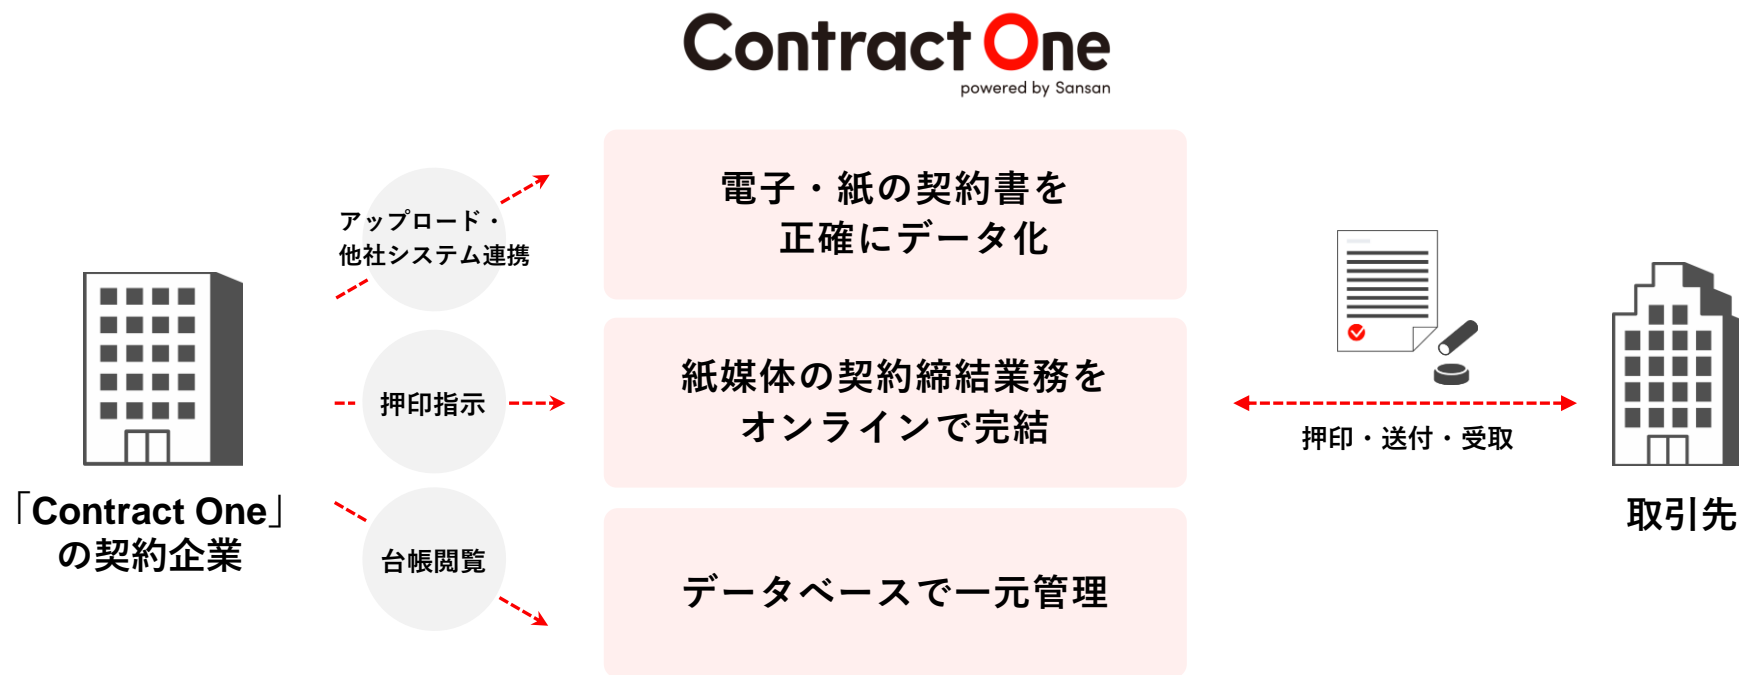 Contract One
powered by Sansan
電子・紙の契約書を
正確にデータ化
アップロード・
他社システム連携
紙媒体の契約締結業務を
オンラインで完結
押印指示
押印・送付・受取
「Contract One」
の契約企業
取引先
台帳閲覧
データベースで一元管理